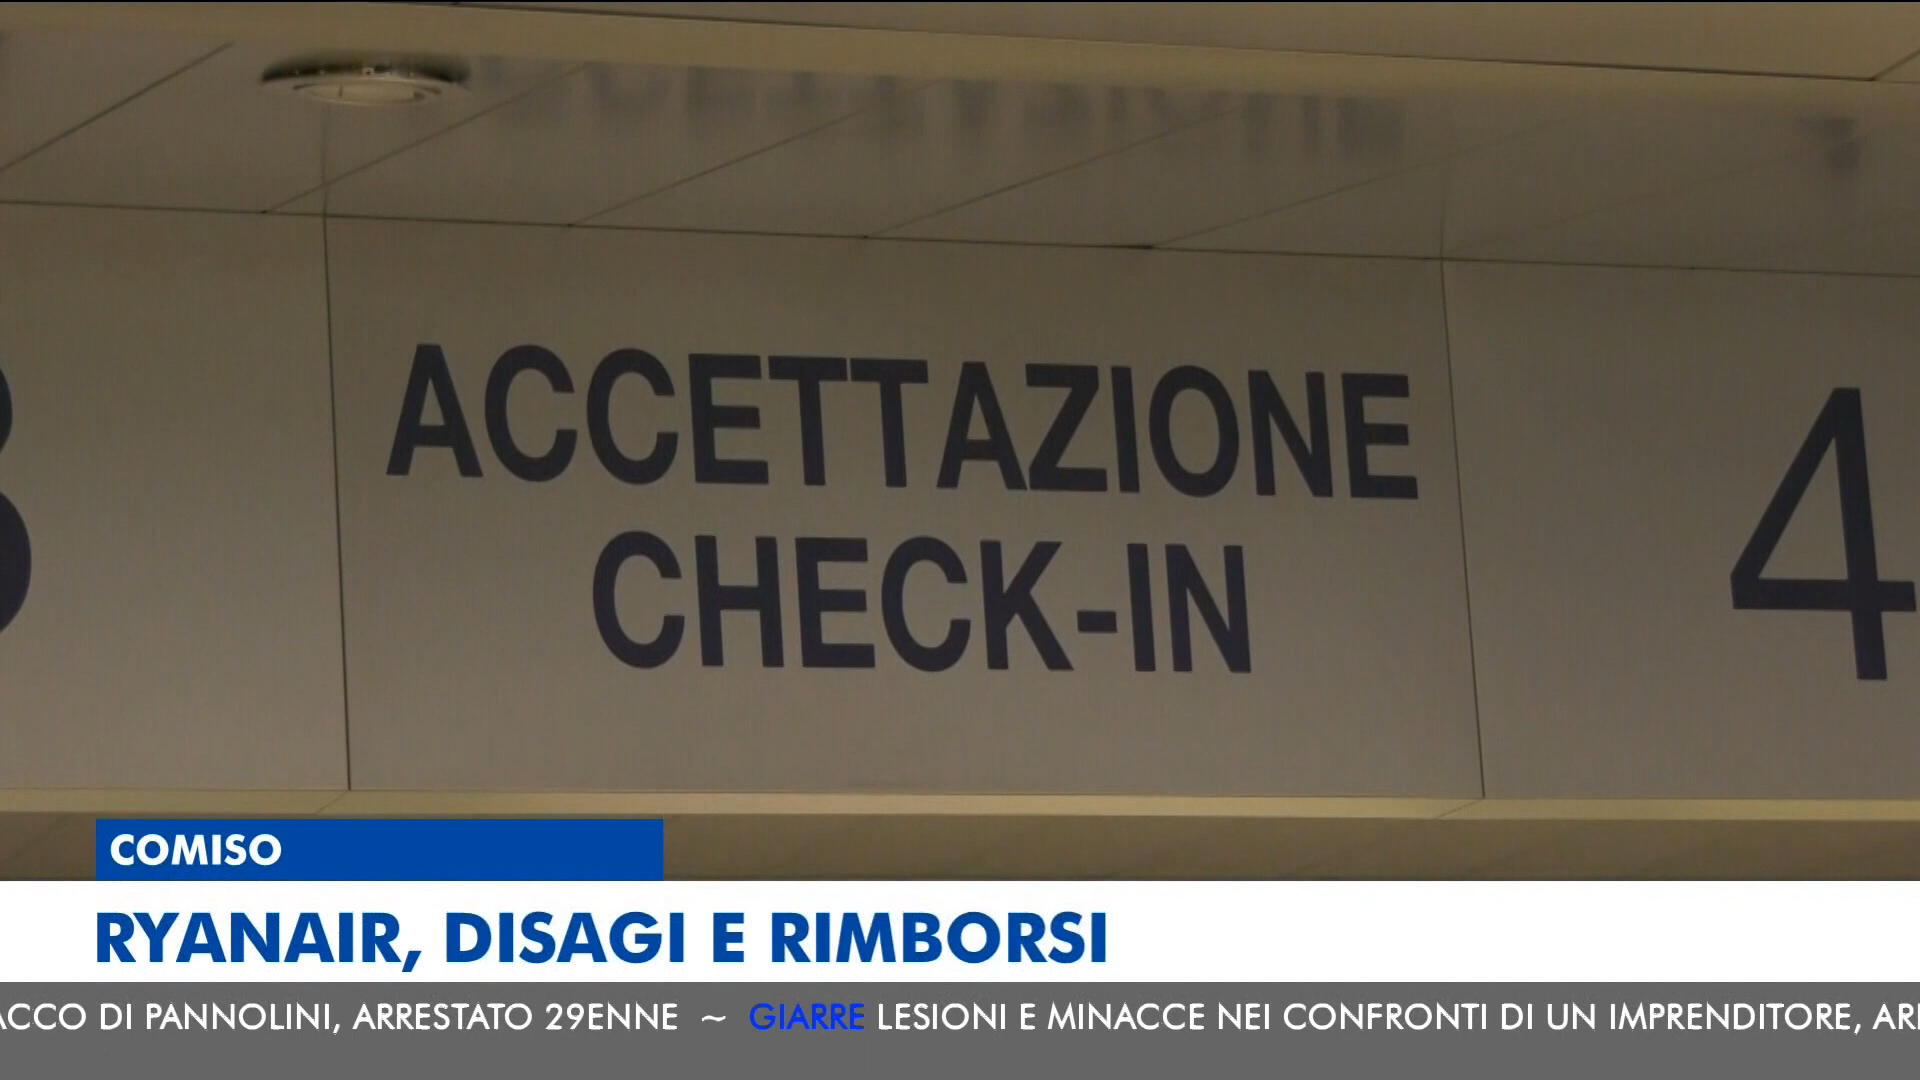 ACCETTAZIONE
CHECK-IN
4
COMISO
RYANAIR, DISAGI E RIMBORSI
DI PANNOLINI, ARRESTATO 29ENNE ~ GIARRE LESIONI E MINACCE NEI CONFRONTI DI UN IMPRENDITORE,